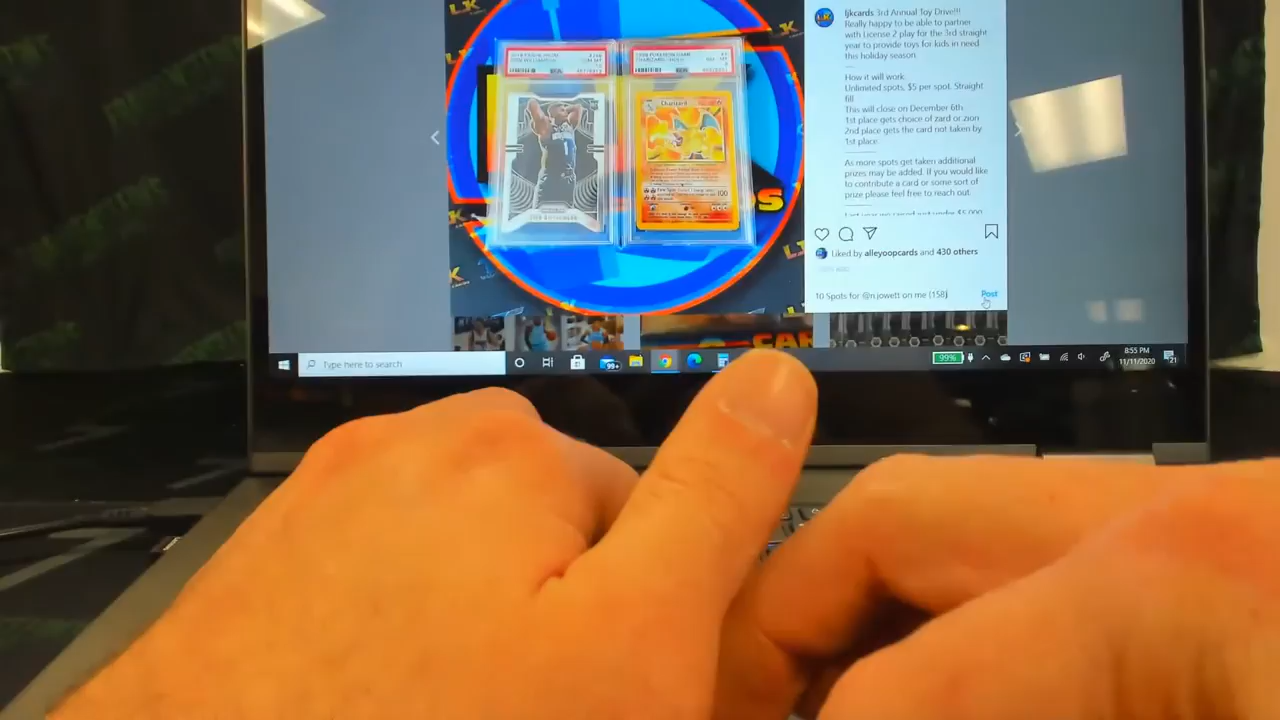 ljkcards 3rd Annual Toy Drive!!!
Really happy to be able to partner
with License 2 play for the 3rd straight
year to provide toys for kids in need
this holiday season.
How it will work:
Unlimited spots, $5 per spot. Straight
fill
This will close on December 6th
1st place gets choice of zard or zion
2nd place gets the card not taken by
1st place.
As more spots get taken additional
prizes may be added. If you would like
to contribute a card or some sort of
prize please feel free to reach out.
Liked by alleyoopcards and 430 others
10 Spots for @n.jowett on me (158)
Post
Charizard
100
Type here to search
99+
99%
8:55 PM
11/11/2020
21